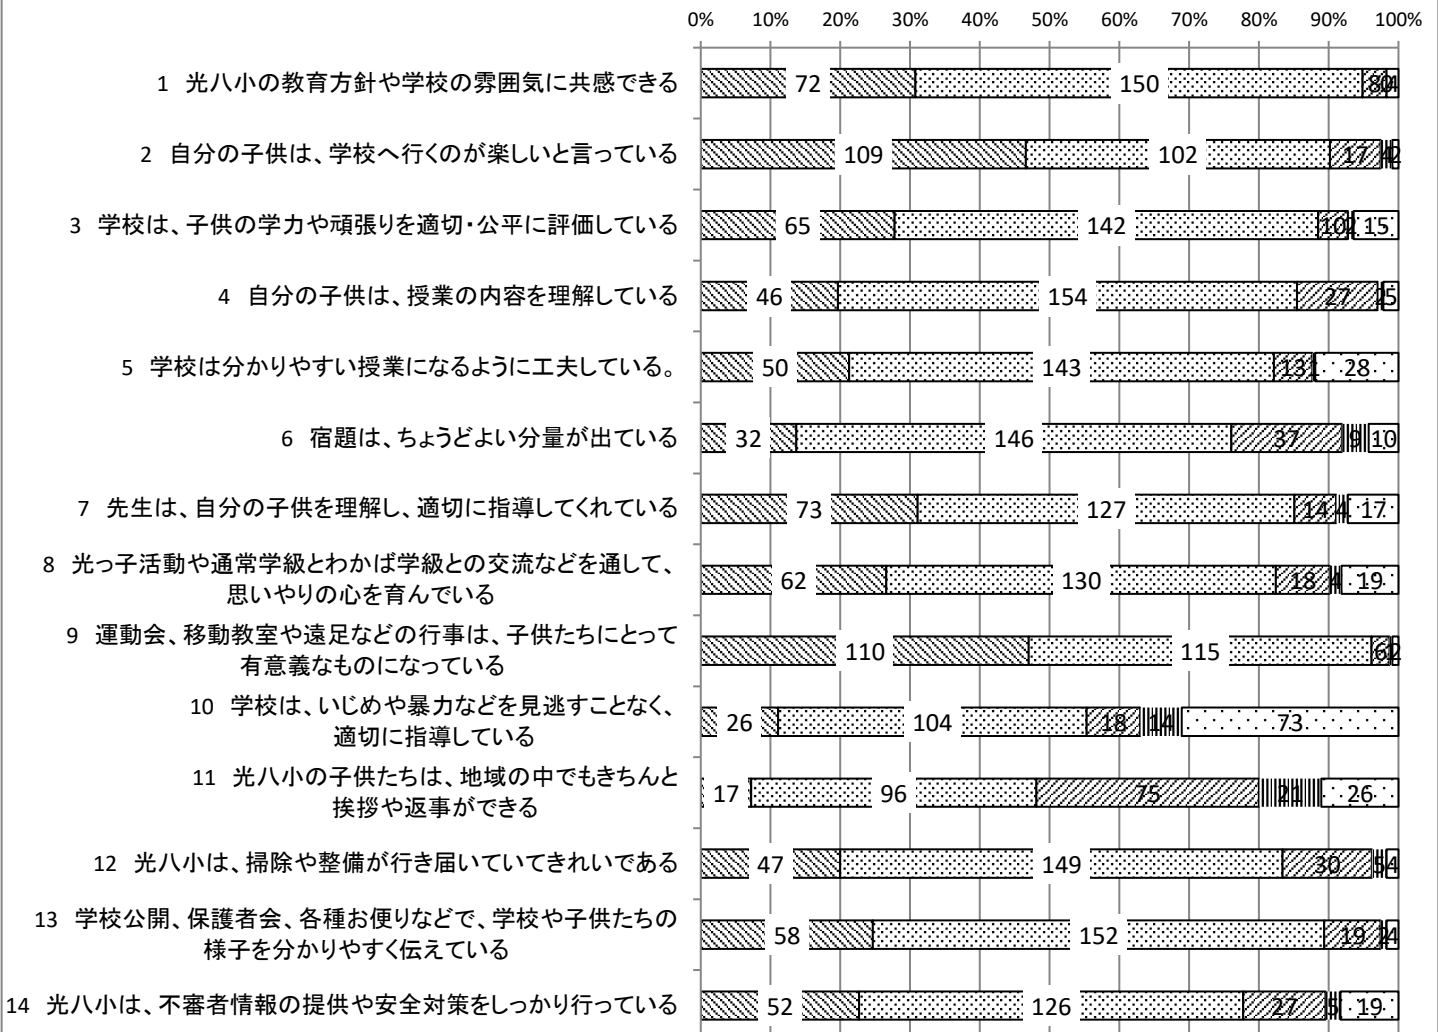 0% 10% 20% 30% 40% 50% 60% 70% 80% 90% 100%
1 光八小の教育方針や学校の雰囲気に共感できる 72 150 8 0 4
2 自分の子供は、学校へ行くのが楽しいと言っている 109 102 17 4 2
3 学校は、子供の学力や頑張りを適切・公平に評価している 65 142 10 2 15
4 自分の子供は、授業の内容を理解している 46 154 27 2 5
5 学校は分かりやすい授業になるように工夫している。 50 143 13 1 28
6 宿題は、ちょうどよい分量が出ている 32 146 37 9 10
7 先生は、自分の子供を理解し、適切に指導してくれている 73 127 14 4 17
8 光っ子活動や通常学級とわかば学級との交流などを通して、
思いやりの心を育んでいる 62 130 18 4 19
9 運動会、移動教室や遠足などの行事は、子供たちにとって
有意義なものになっている 110 115 6 1 2
10 学校は、いじめや暴力などを見逃すことなく、
適切に指導している 26 104 18 14 73
11 光八小の子供たちは、地域の中でもきちんと
挨拶や返事ができる 17 96 75 21 26
12 光八小は、掃除や整備が行き届いていてきれいである 47 149 30 5 4
13 学校公開、保護者会、各種お便りなどで、学校や子供たちの
様子を分かりやすく伝えている 58 152 19 2 4
14 光八小は、不審者情報の提供や安全対策をしっかり行っている 52 126 27 5 19